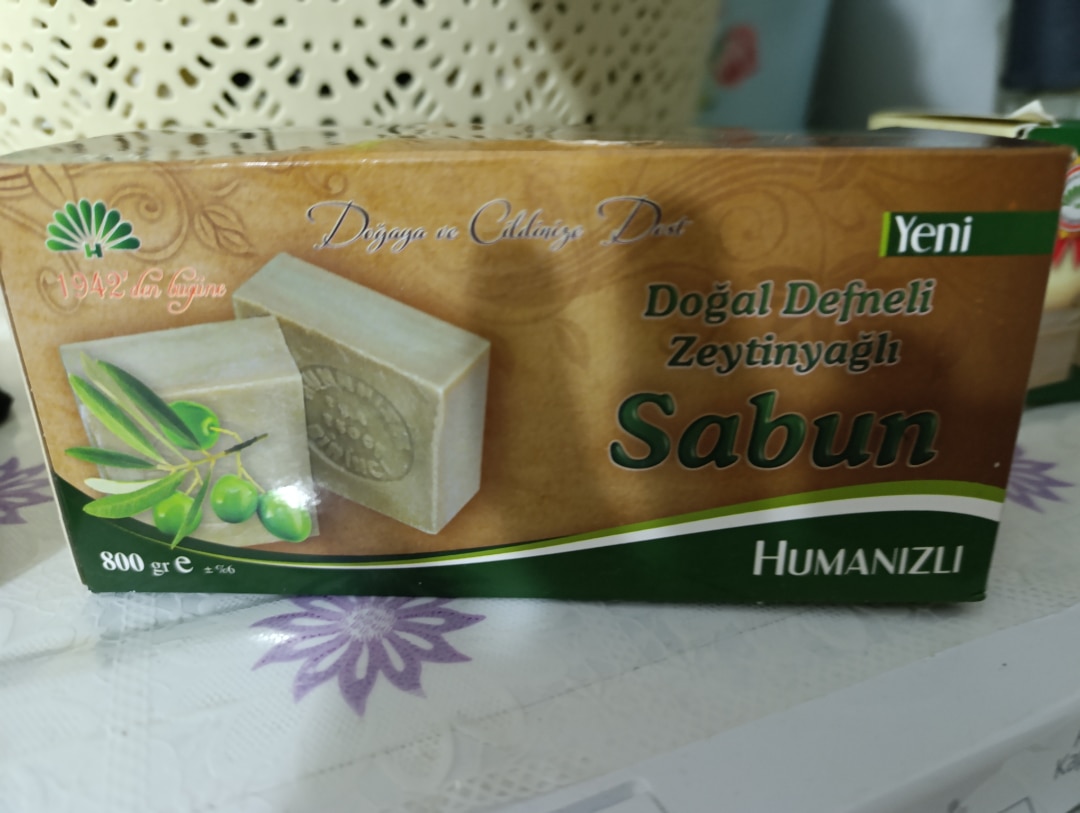 Doğaya ve Cildinize Dost
Yeni
H
1942'den bugüne
Doğal Defneli
Zeytinyağlı
Sabun
800 gr e ±%6
HUMANIZLI